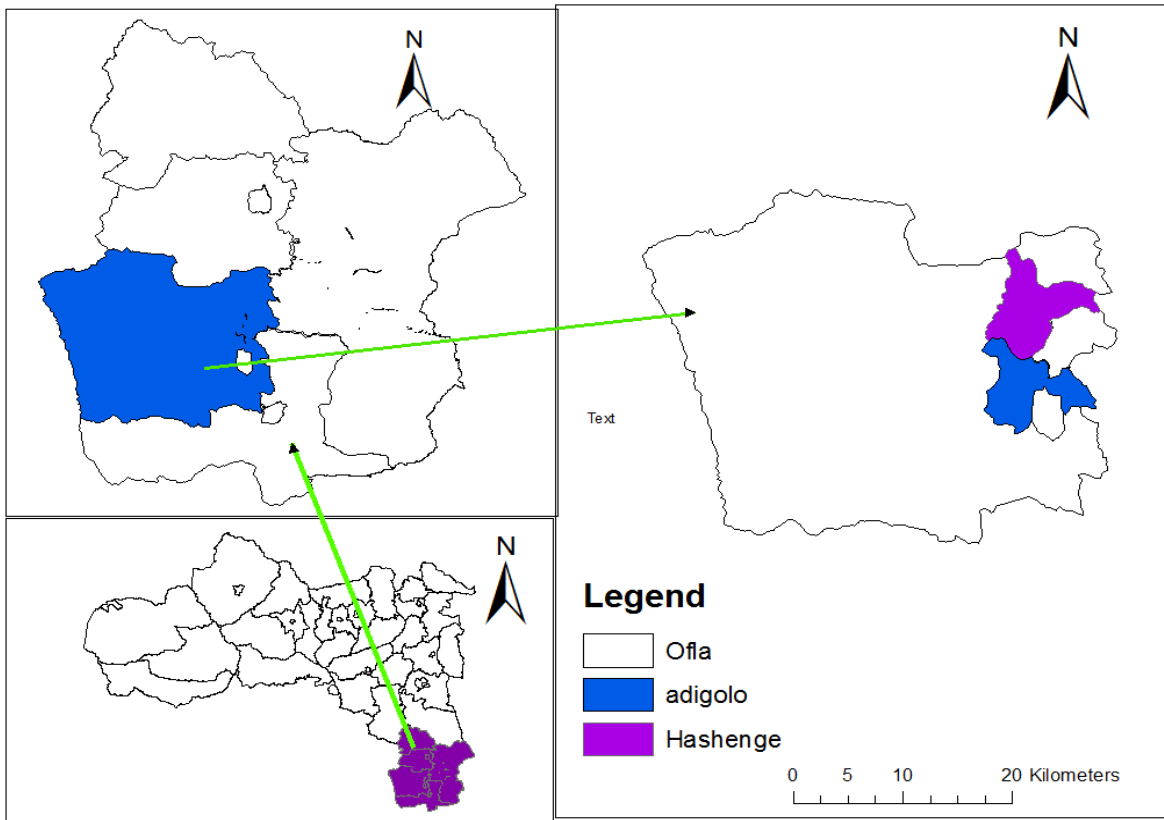 N
N
Text
N
Legend
Ofla
adigolo
Hashenge
0 5 10 20 Kilometers